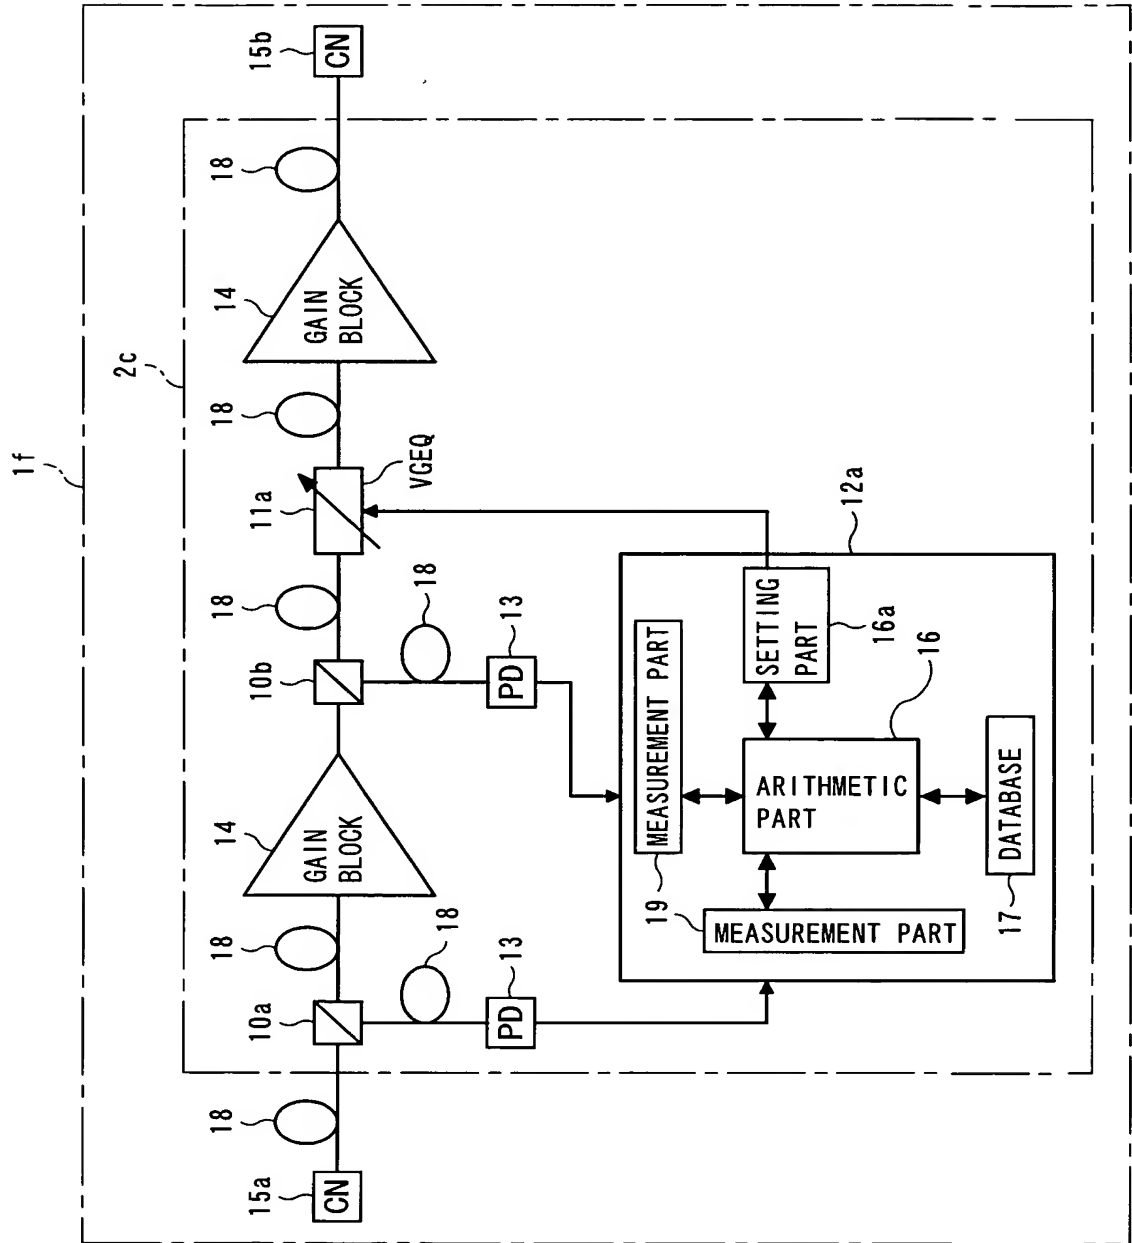 1f
2c
15a
CN
18
10a
18
14
GAIN
BLOCK
10b
18
11a
VGEQ
18
14
GAIN
BLOCK
18
15b
CN
18
13
PD
18
13
PD
12a
19
MEASUREMENT PART
MEASUREMENT PART
ARITHMETIC
PART
16
SETTING
PART
16a
17
DATABASE